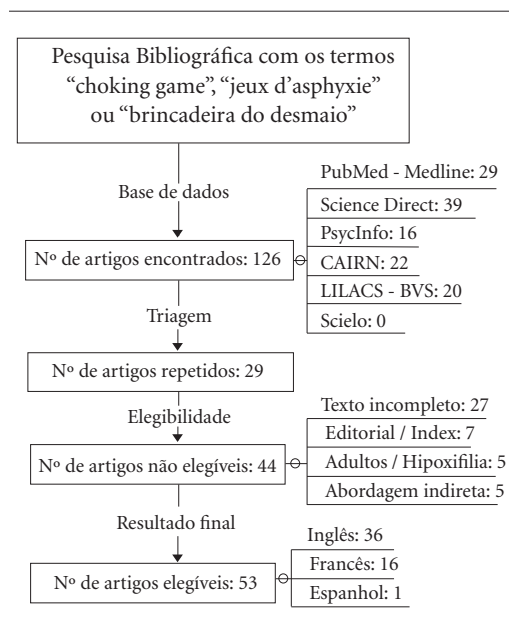 Pesquisa Bibliográfica com os termos
“choking game”, “jeux d’asphyxie”
ou “brincadeira do desmaio”
Base de dados
Nº de artigos encontrados: 126
PubMed - Medline: 29
Science Direct: 39
PsycInfo: 16
CAIRN: 22
LILACS - BVS: 20
Scielo: 0
Triagem
Nº de artigos repetidos: 29
Elegibilidade
Nº de artigos não elegíveis: 44
Texto incompleto: 27
Editorial / Index: 7
Adultos / Hipoxifilia: 5
Abordagem indireta: 5
Resultado final
Nº de artigos elegíveis: 53
Inglês: 36
Francês: 16
Espanhol: 1